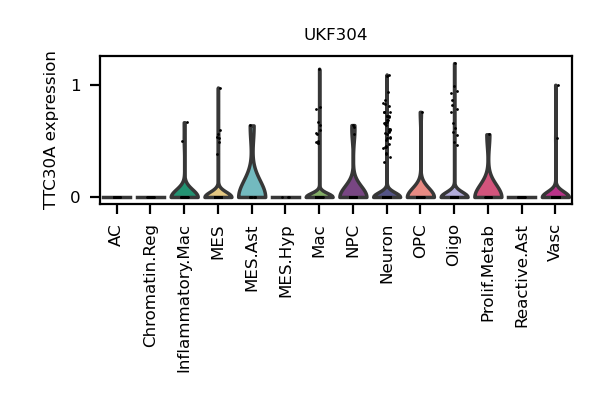 UKF304
TTC30A expression
1
0
AC
Chromatin.Reg
Inflammatory.Mac
MES
MES.Ast
MES.Hyp
Mac
NPC
Neuron
OPC
Oligo
Prolif.Metab
Reactive.Ast
Vasc